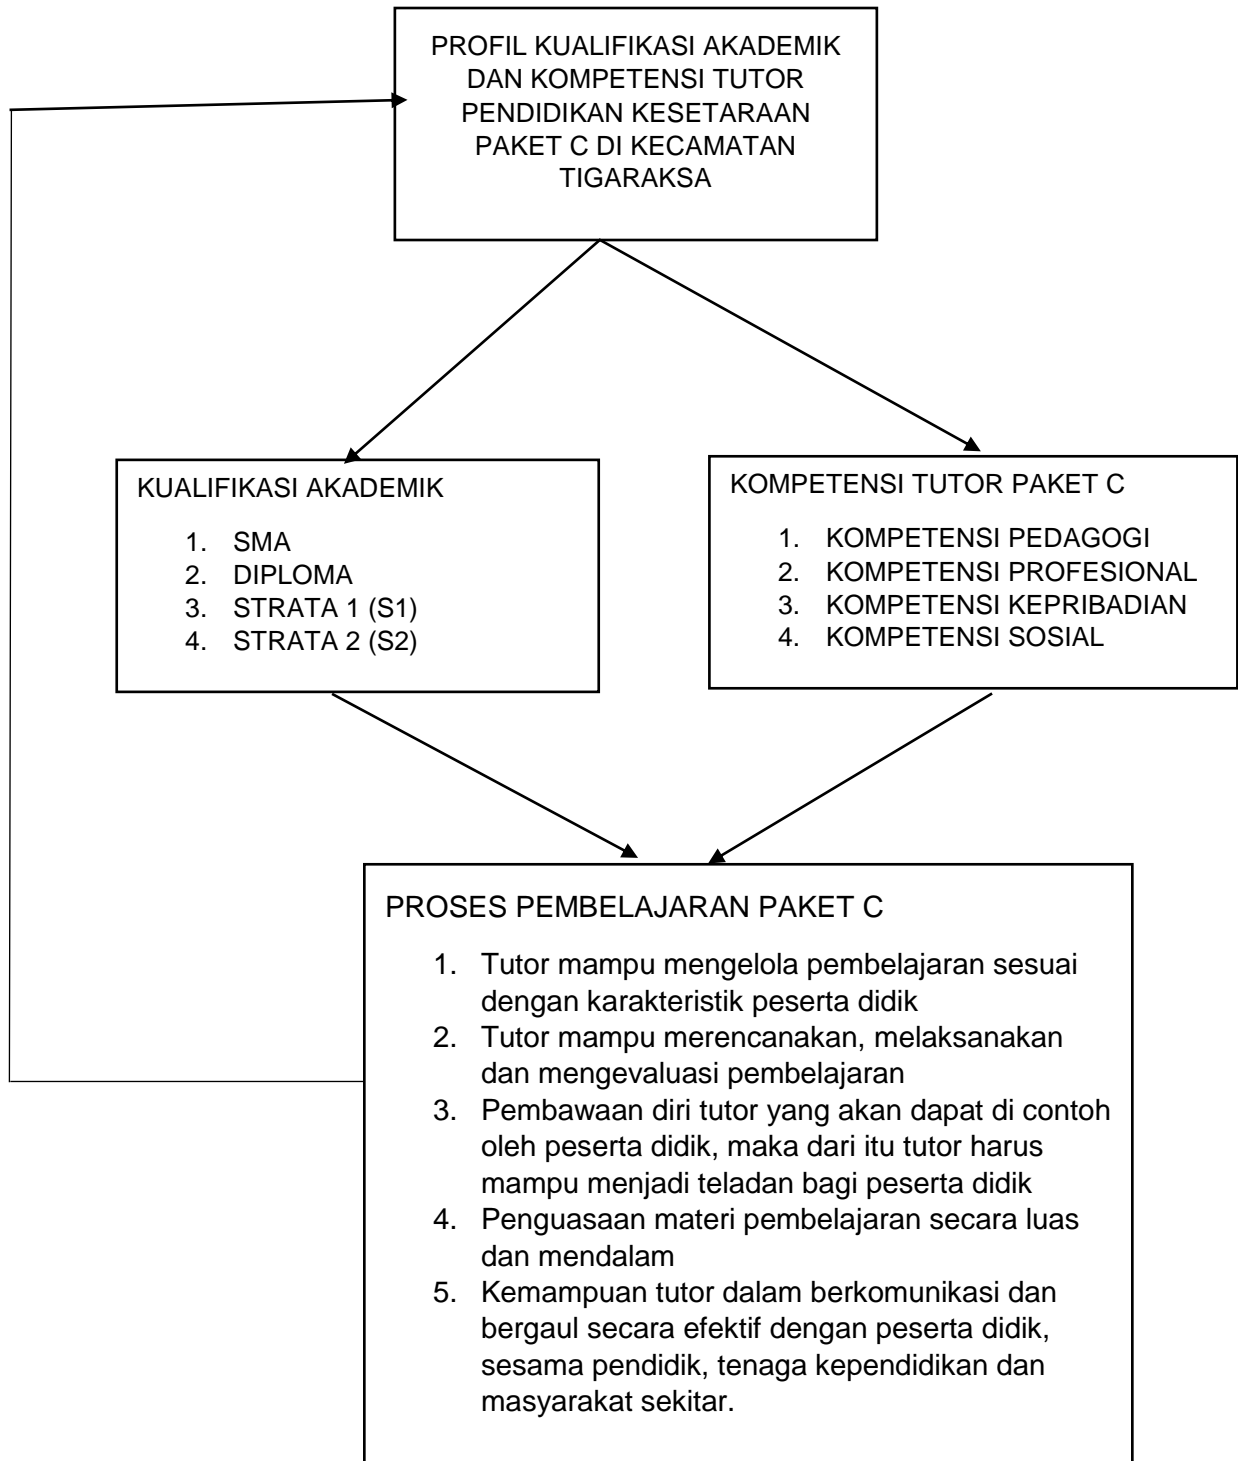 PROFIL KUALIFIKASI AKADEMIK
DAN KOMPETENSI TUTOR
PENDIDIKAN KESETARAAN
PAKET C DI KECAMATAN
TIGARAKSA
KUALIFIKASI AKADEMIK
1. SMA
2. DIPLOMA
3. STRATA 1 (S1)
4. STRATA 2 (S2)
KOMPETENSI TUTOR PAKET C
1. KOMPETENSI PEDAGOGI
2. KOMPETENSI PROFESIONAL
3. KOMPETENSI KEPRIBADIAN
4. KOMPETENSI SOSIAL
PROSES PEMBELAJARAN PAKET C
1. Tutor mampu mengelola pembelajaran sesuai
dengan karakteristik peserta didik
2. Tutor mampu merencanakan, melaksanakan
dan mengevaluasi pembelajaran
3. Pembawaan diri tutor yang akan dapat di contoh
oleh peserta didik, maka dari itu tutor harus
mampu menjadi teladan bagi peserta didik
4. Penguasaan materi pembelajaran secara luas
dan mendalam
5. Kemampuan tutor dalam berkomunikasi dan
bergaul secara efektif dengan peserta didik,
sesama pendidik, tenaga kependidikan dan
masyarakat sekitar.